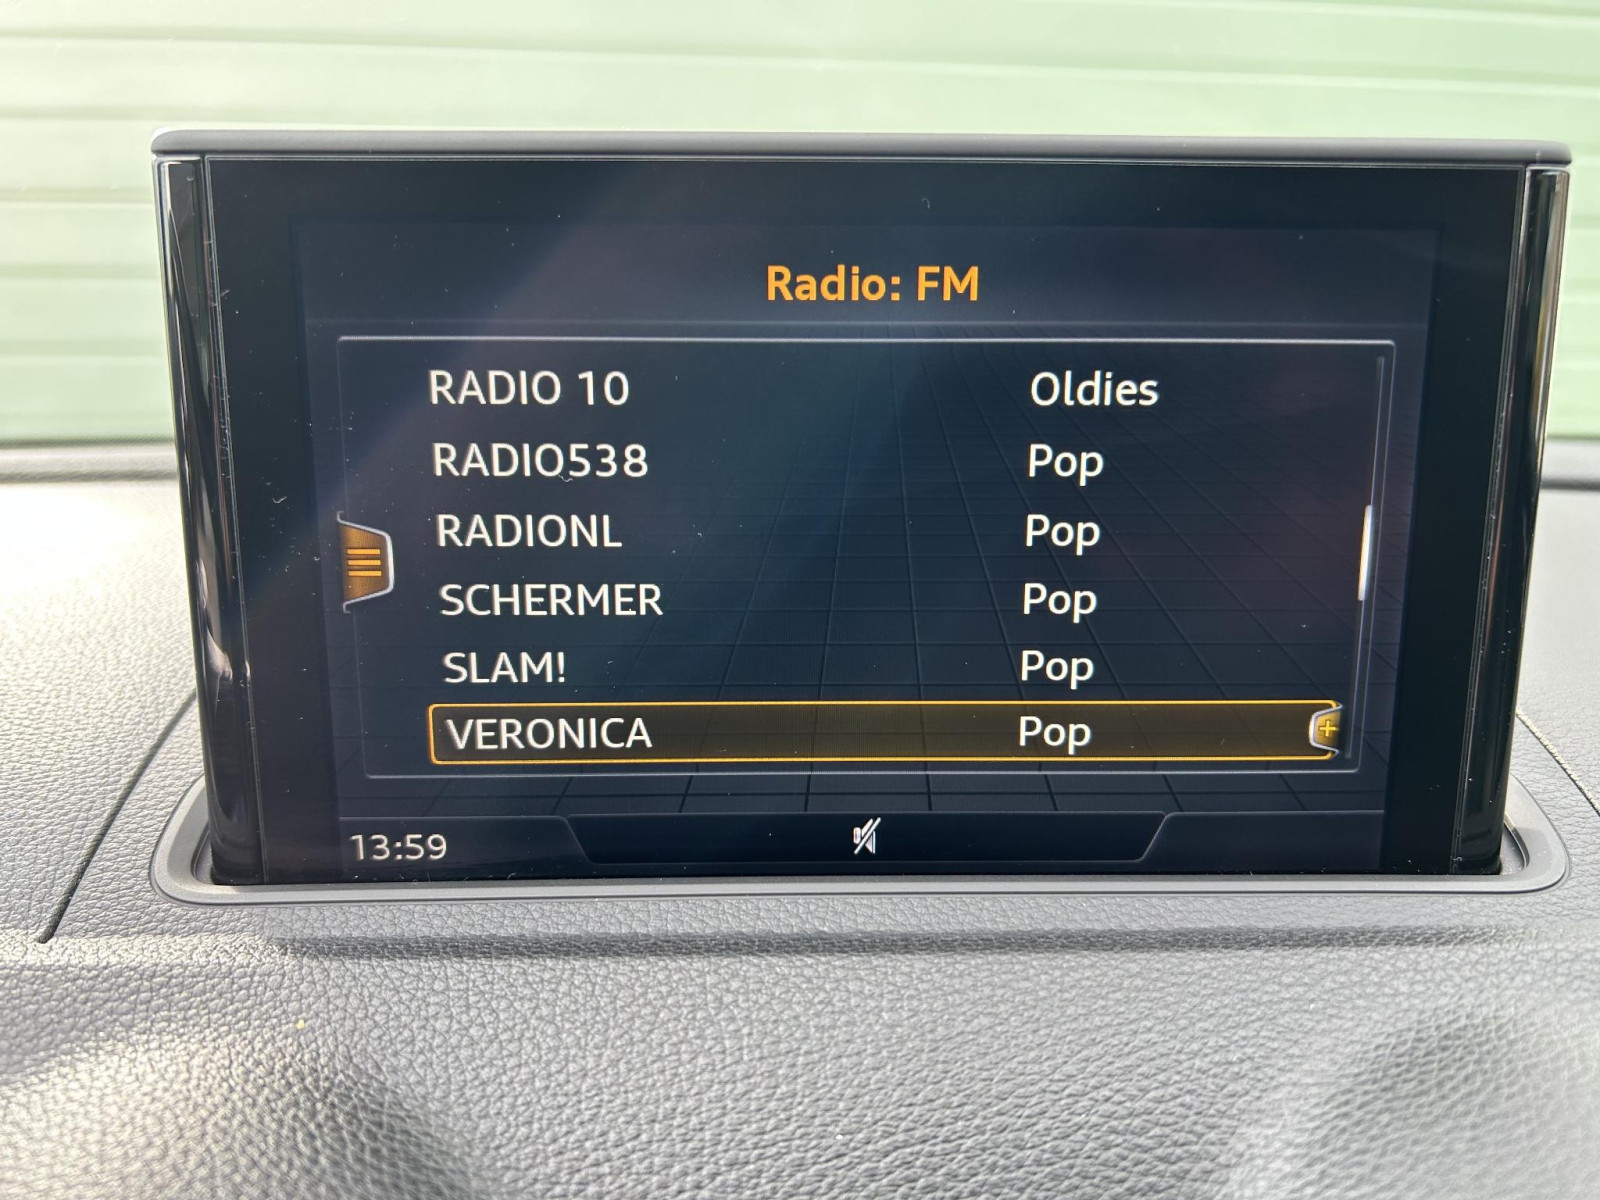 Radio: FM
RADIO 10 Oldies
RADIO538 Pop
RADIONL Pop
SCHERMER Pop
SLAM! Pop
VERONICA Pop
13:59